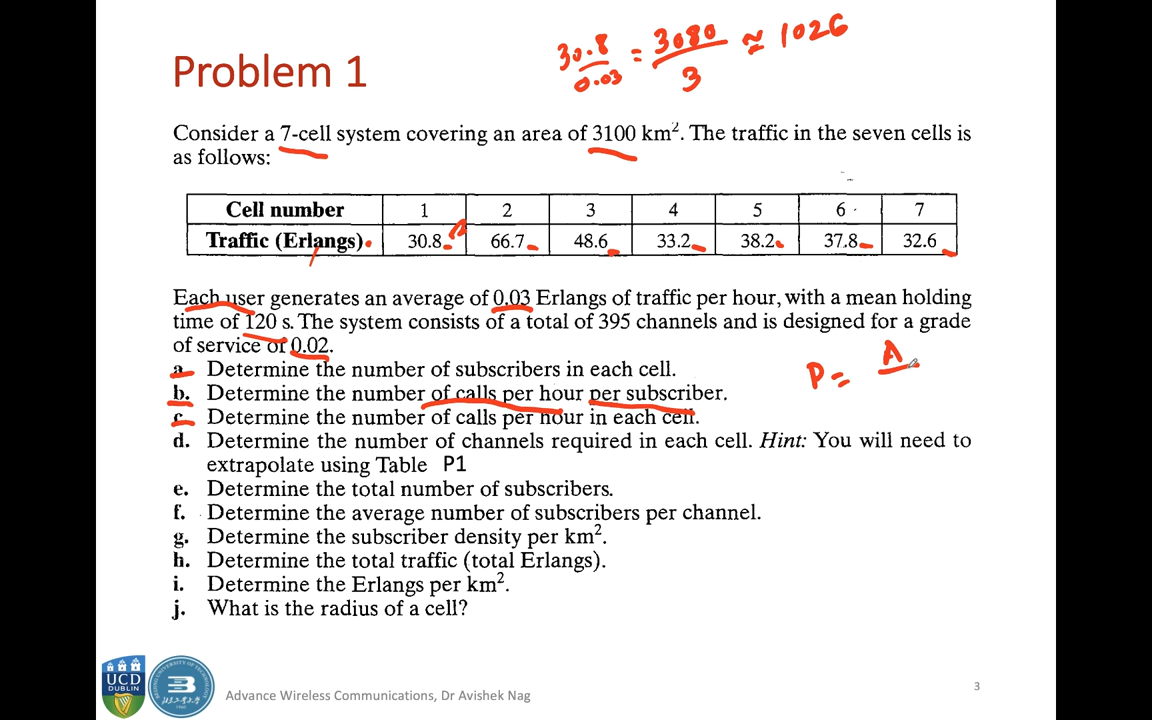 30.8 / 0.03 = 3080 / 3 ≈ 1026
Problem 1
Consider a 7-cell system covering an area of 3100 km². The traffic in the seven cells is
as follows:
Cell number 1 2 3 4 5 6 7
Traffic (Erlangs) 30.8 66.7 48.6 33.2 38.2 37.8 32.6
Each user generates an average of 0.03 Erlangs of traffic per hour, with a mean holding
time of 120 s. The system consists of a total of 395 channels and is designed for a grade
of service of 0.02.
a. Determine the number of subscribers in each cell.
b. Determine the number of calls per hour per subscriber.
c. Determine the number of calls per hour in each cell.
d. Determine the number of channels required in each cell. Hint: You will need to
extrapolate using Table P1
e. Determine the total number of subscribers.
f. Determine the average number of subscribers per channel.
g. Determine the subscriber density per km².
h. Determine the total traffic (total Erlangs).
i. Determine the Erlangs per km².
j. What is the radius of a cell?
P = A
UCD
DUBLIN
Advance Wireless Communications, Dr Avishek Nag
3